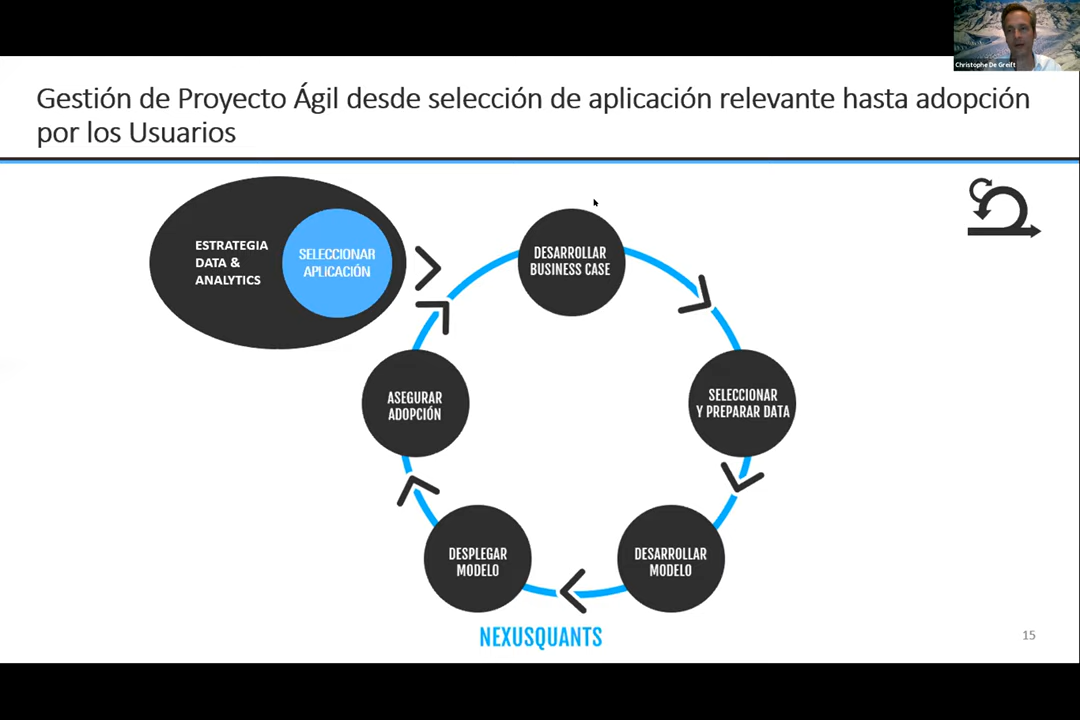 Christophe De Greift
Gestión de Proyecto Ágil desde selección de aplicación relevante hasta adopción
por los Usuarios
ESTRATEGIA
DATA &
ANALYTICS
SELECCIONAR
APLICACIÓN
DESARROLLAR
BUSINESS CASE
SELECCIONAR
Y PREPARAR DATA
DESARROLLAR
MODELO
DESPLEGAR
MODELO
ASEGURAR
ADOPCIÓN
NEXUSQUANTS
15